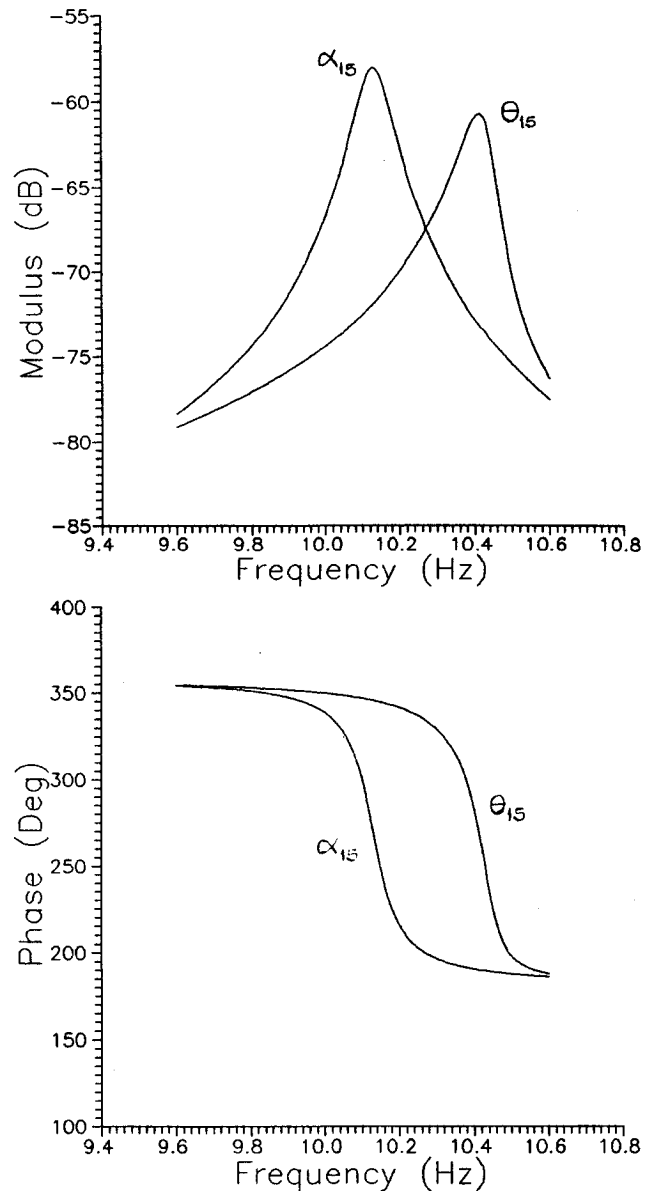 -55
-60
-65
-70
-75
-80
-85
Modulus (dB)
α₁₅
θ₁₅
9.4 9.6 9.8 10.0 10.2 10.4 10.6 10.8
Frequency (Hz)
400
350
300
250
200
150
100
Phase (Deg)
α₁₅
θ₁₅
9.4 9.6 9.8 10.0 10.2 10.4 10.6 10.8
Frequency (Hz)